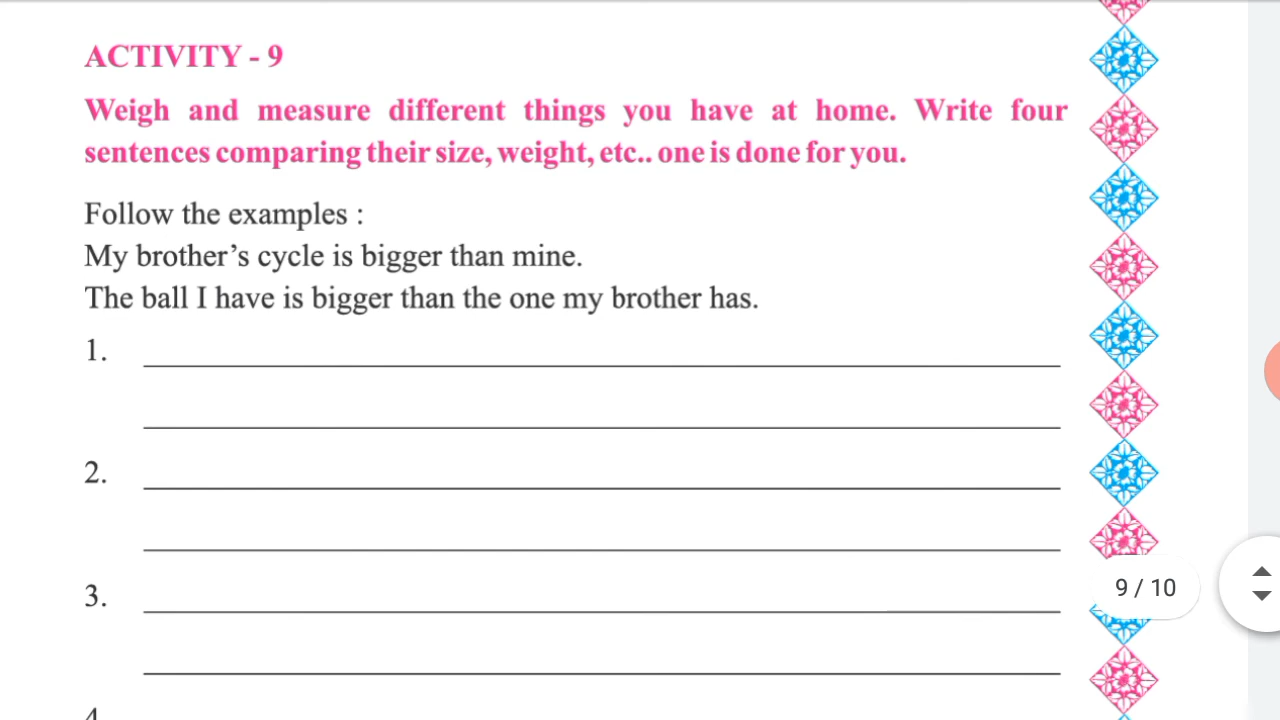 ACTIVITY - 9
Weigh and measure different things you have at home. Write four
sentences comparing their size, weight, etc.. one is done for you.
Follow the examples :
My brother’s cycle is bigger than mine.
The ball I have is bigger than the one my brother has.
1.
2.
3.
4
9 / 10